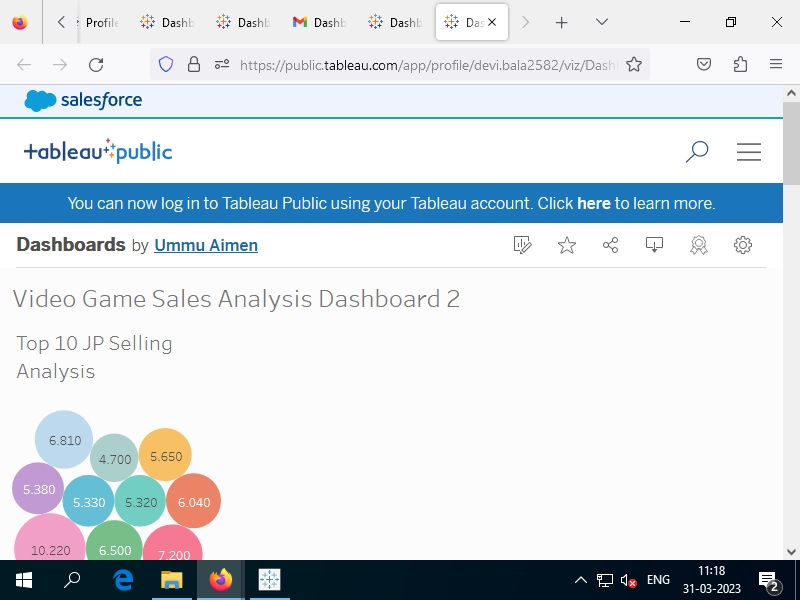 Profile
Dashb
Dashb
Dashb
Dashb
Das
https://public.tableau.com/app/profile/devi.bala2582/viz/Dash
salesforce
+ableau public
You can now log in to Tableau Public using your Tableau account. Click here to learn more.
Dashboards by Ummu Aimen
Video Game Sales Analysis Dashboard 2
Top 10 JP Selling
Analysis
6.810
4.700
5.650
5.380
5.330
5.320
6.040
10.220
6.500
7.200
ENG
11:18
31-03-2023
2